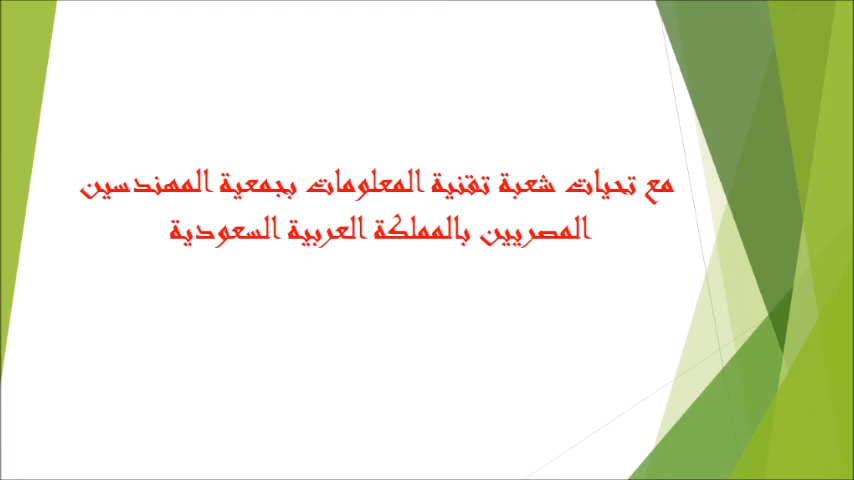 مع تحيات شعبة تقنية المعلومات بجمعية المهندسين
المصريين بالمملكة العربية السعودية